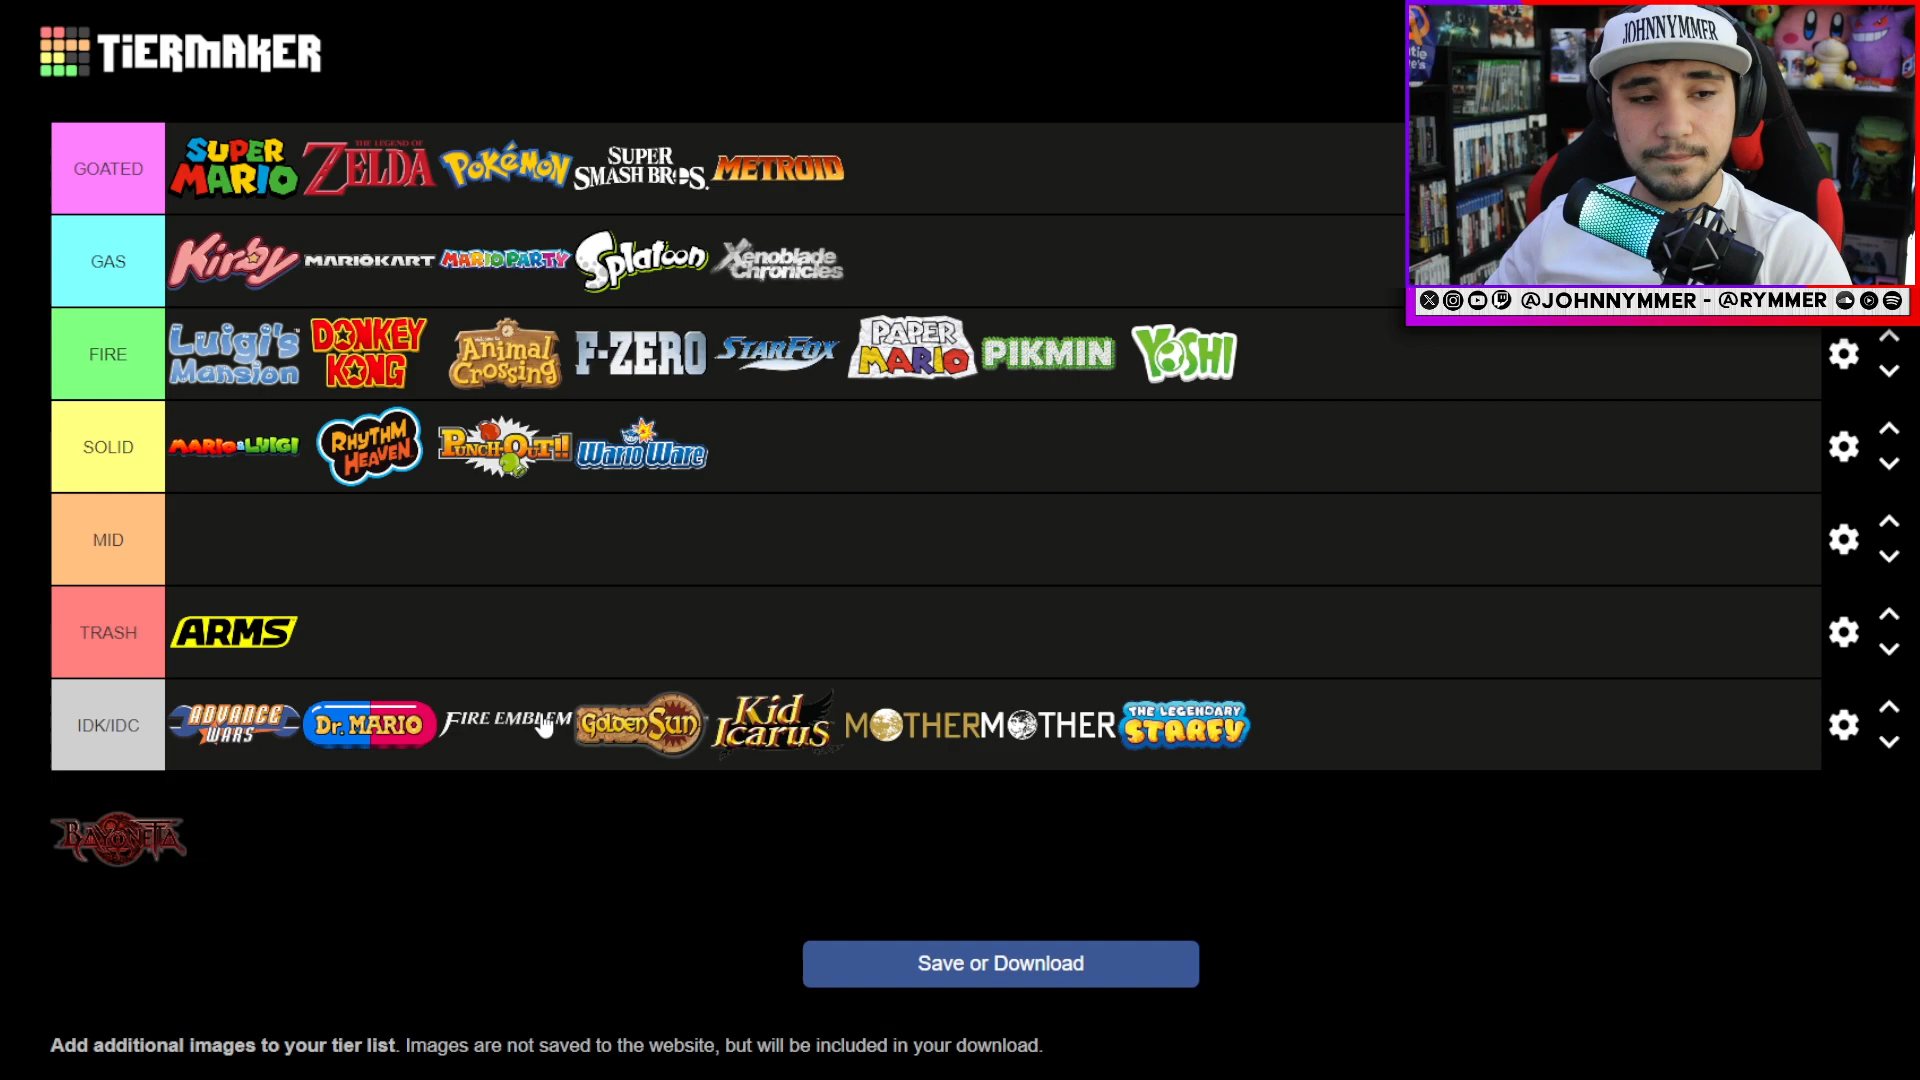 TiERMAKER
JOHNNYMMER
@JOHNNYMMER - @RYMMER
GOATED
SUPER MARIO
THE LEGEND OF ZELDA
POKéMON
SUPER SMASH BROS.
METROID
GAS
Kirby
MARIOKART
MARIO PARTY
Splatoon
Xenoblade Chronicles
FIRE
Luigi's Mansion
DONKEY KONG
Animal Crossing
F-ZERO
STARFOX
PAPER MARIO
PIKMIN
YOSHI
SOLID
MARIO & LUIGI
RHYTHM HEAVEN
PUNCH-OUT!!
Wario Ware
MID
TRASH
ARMS
IDK/IDC
ADVANCE WARS
Dr. MARIO
FIRE EMBLEM
GOLDEN SUN
Kid Icarus
MOTHER
MOTHER
THE LEGENDARY STARFY
BAYONETTA
Save or Download
Add additional images to your tier list. Images are not saved to the website, but will be included in your download.